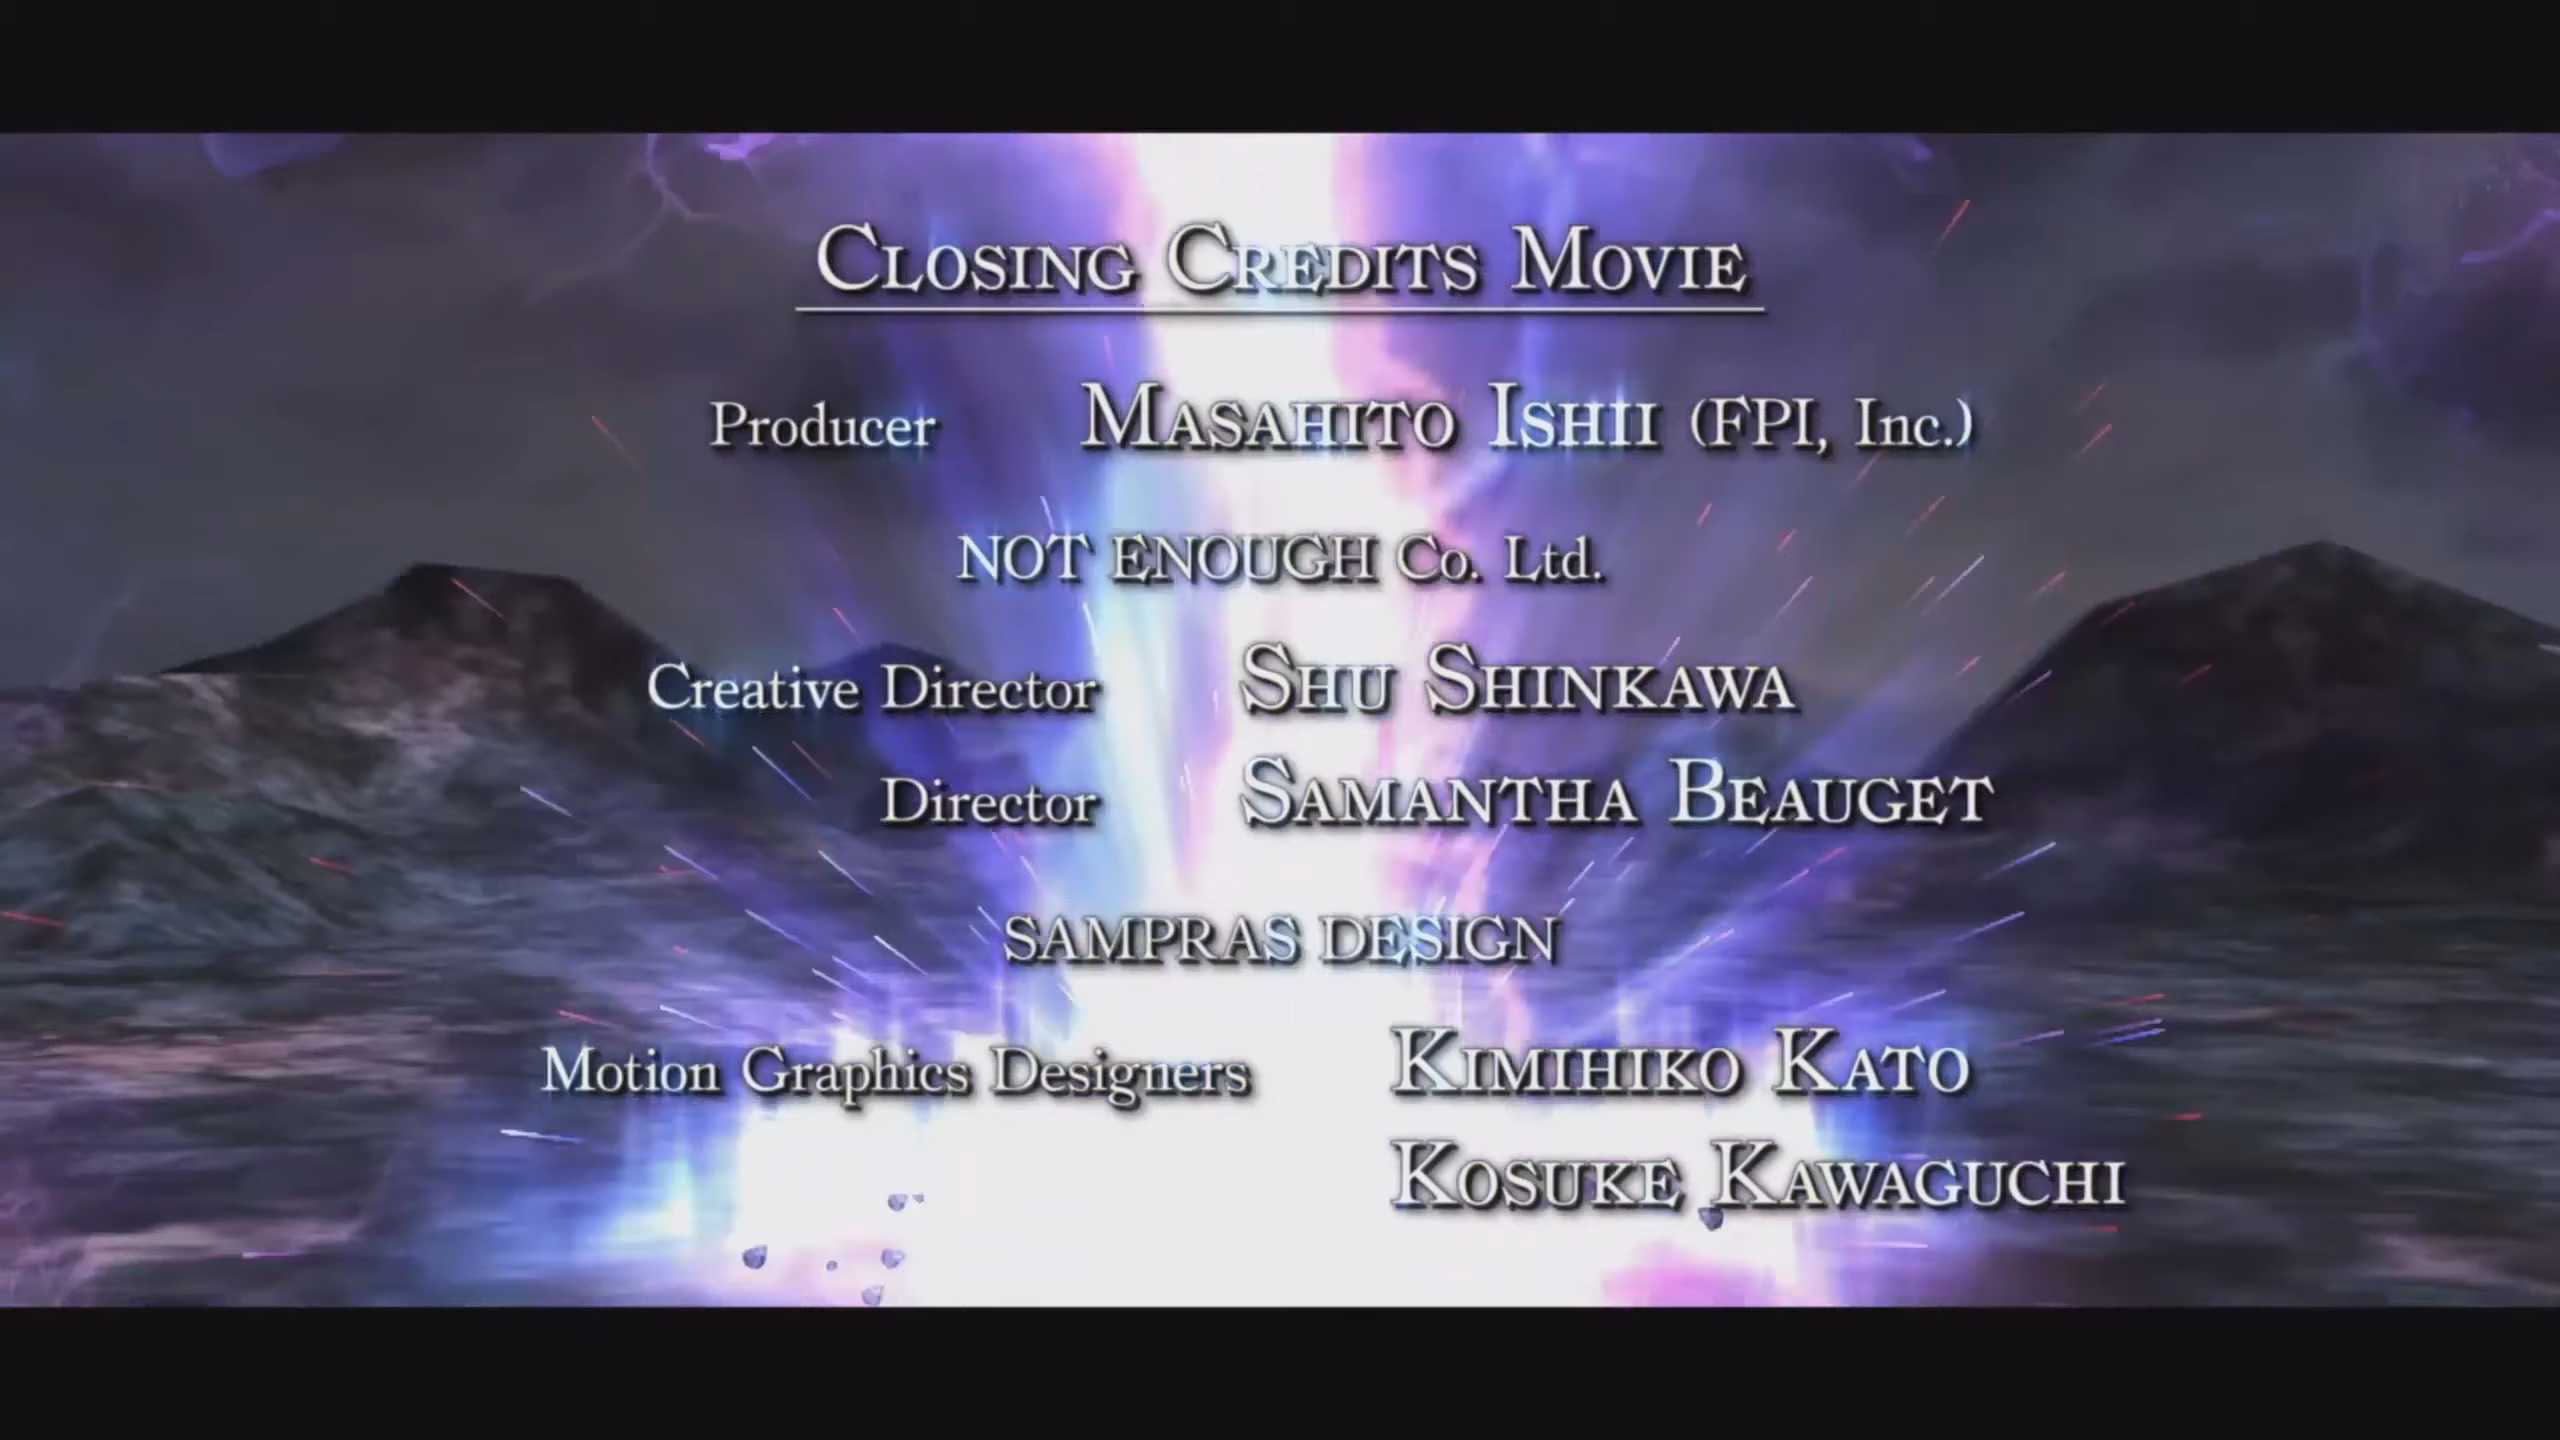 Closing Credits Movie
Producer Masahito Ishii (FPI, Inc.)
NOT ENOUGH Co. Ltd.
Creative Director Shu Shinkawa
Director Samantha Beauget
SAMPRAS DESIGN
Motion Graphics Designers Kimihiko Kato
Kosuke Kawaguchi